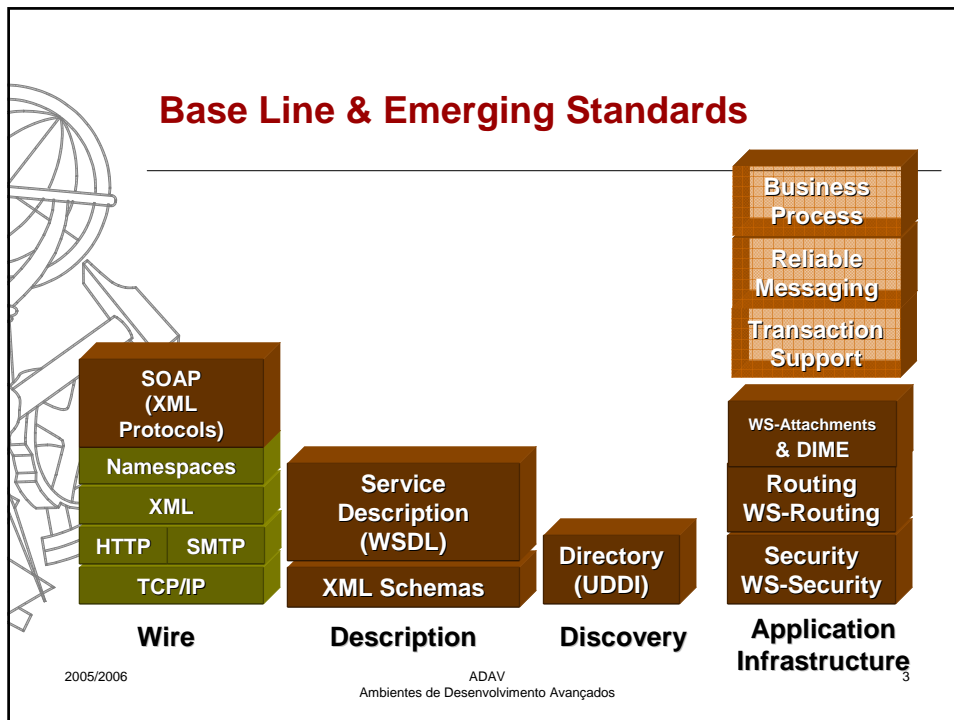 Base Line & Emerging Standards
Business
Process
Reliable
Messaging
Transaction
Support
SOAP
(XML
Protocols)
Namespaces
XML
HTTP SMTP
TCP/IP
Wire
Service
Description
(WSDL)
XML Schemas
Description
Directory
(UDDI)
Discovery
WS-Attachments
& DIME
Routing
WS-Routing
Security
WS-Security
Application
Infrastructure
2005/2006
ADAV
Ambientes de Desenvolvimento Avançados
3